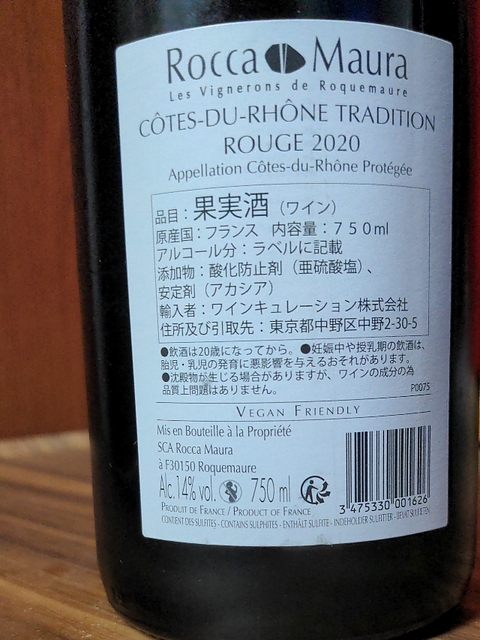 Rocca Maura
Les Vignerons de Roquemaure
CÔTES-DU-RHÔNE TRADITION
ROUGE 2020
Appellation Côtes-du-Rhône Protégée
品目：果実酒（ワイン）
原産国：フランス 内容量：７５０ml
アルコール分：ラベルに記載
添加物：酸化防止剤（亜硫酸塩）、
安定剤（アカシア）
輸入者：ワインキュレーション株式会社
住所及び引取先：東京都中野区中野2-30-5
●飲酒は20歳になってから。●妊娠中や授乳期の飲酒は、
胎児・乳児の発育に悪影響を与えるおそれがあります。
●沈殿物が生じる場合がありますが、ワインの成分の為
品質上問題はありません。
P0075
VEGAN FRIENDLY
Mis en Bouteille à la Propriété
SCA Rocca Maura
à F30150 Roquemaure
Alc.14% vol. 750 ml
PRODUIT DE FRANCE / PRODUCT OF FRANCE
3 475330 001626
CONTIENT DES SULFITES - CONTAINS SULPHITES - ENTHÄLT SULFITE - INDEHOLDER SULFITTER